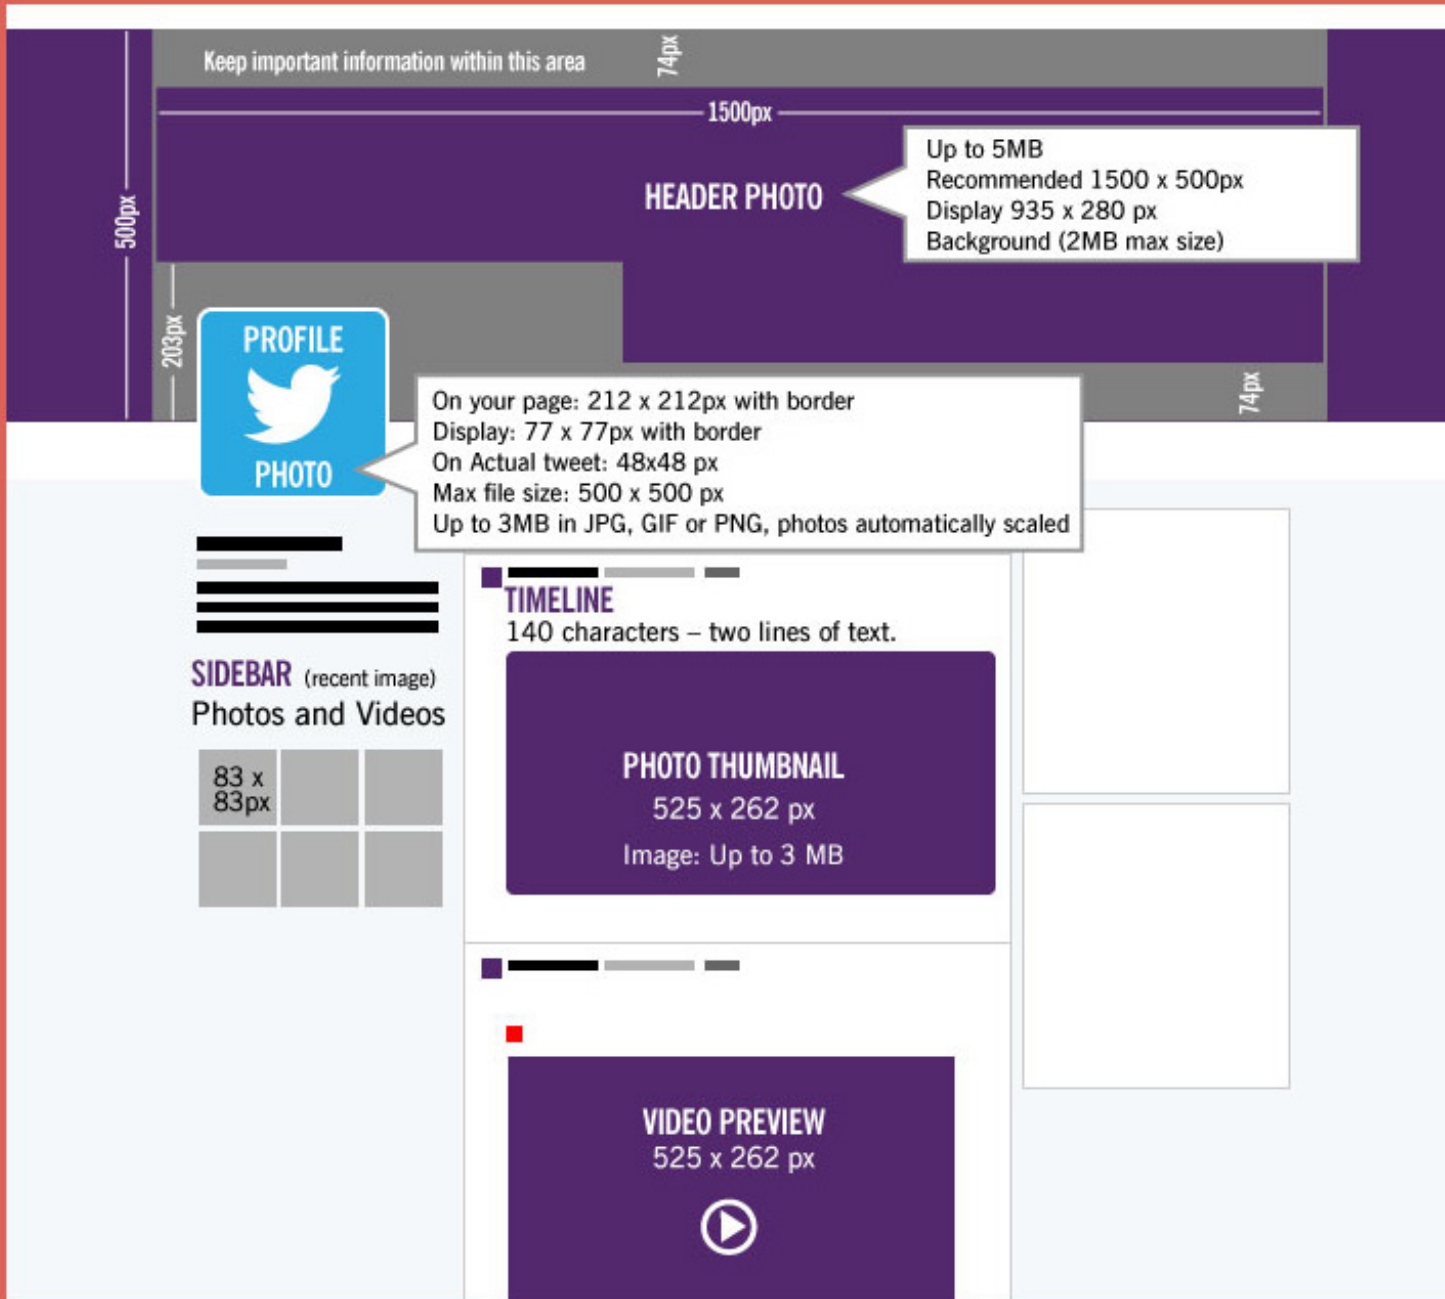 Keep important information within this area
74px
1500px
500px
HEADER PHOTO
Up to 5MB
Recommended 1500 x 500px
Display 935 x 280 px
Background (2MB max size)
203px
PROFILE
PHOTO
74px
On your page: 212 x 212px with border
Display: 77 x 77px with border
On Actual tweet: 48x48 px
Max file size: 500 x 500 px
Up to 3MB in JPG, GIF or PNG, photos automatically scaled
TIMELINE
140 characters – two lines of text.
SIDEBAR (recent image)
Photos and Videos
83 x
83px
PHOTO THUMBNAIL
525 x 262 px
Image: Up to 3 MB
VIDEO PREVIEW
525 x 262 px